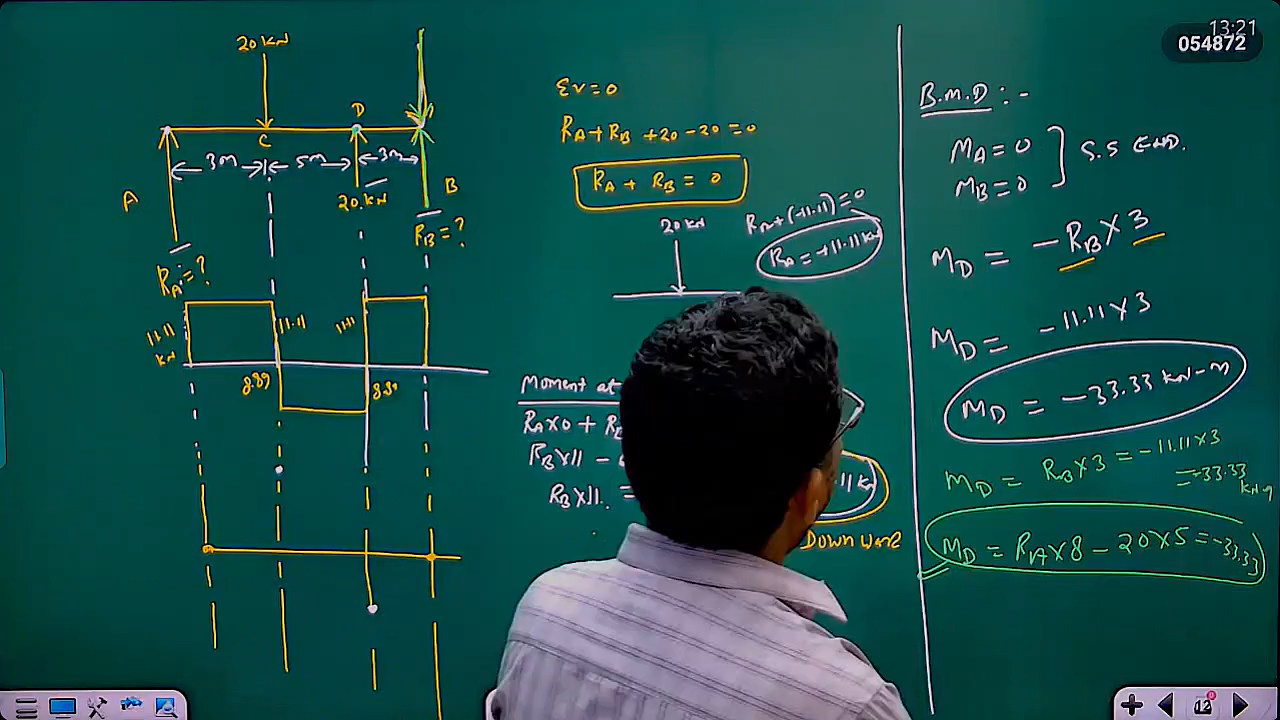 13:21
054872
20 KN
D
C
3m
5m
3m
A
20.KN
B
RA=?
RB=?
11.11
KN
11.11
11.11
8.89
8.89
Σv=0
RA+RB+20-20=0
RA + RB = 0
20 KN
RA+(-11.11)=0
RA=+11.11KN
Moment at
RA×0 +
RB×11 -
RB×11. =
11 KN
DOWNWARD
B.M.D :-
MA=0
MB=0
S.S END.
MD = -RB×3
MD = -11.11×3
MD = -33.33 KN-m
MD = RB×3 = -11.11×3
=-33.33
KN-m
MD = RA×8 - 20×5 = -33.33
12